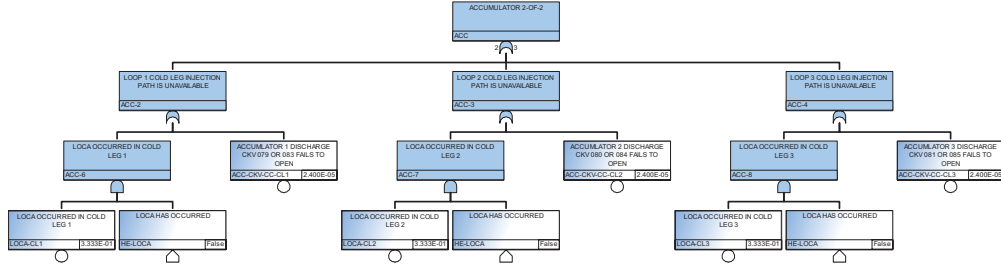 ACCUMULATOR 2-OF-2
ACC
2 3
LOOP 1 COLD LEG INJECTION
PATH IS UNAVAILABLE
ACC-2
LOOP 2 COLD LEG INJECTION
PATH IS UNAVAILABLE
ACC-3
LOOP 3 COLD LEG INJECTION
PATH IS UNAVAILABLE
ACC-4
LOCA OCCURRED IN COLD
LEG 1
ACC-6
ACCUMLATOR 1 DISCHARGE
CKV 079 OR 083 FAILS TO
OPEN
ACC-CKV-CC-CL1 2.400E-05
LOCA OCCURRED IN COLD
LEG 2
ACC-7
ACCUMULATOR 2 DISCHARGE
CKV 080 OR 084 FAILS TO
OPEN
ACC-CKV-CC-CL2 2.400E-05
LOCA OCCURRED IN COLD
LEG 3
ACC-8
ACCUMULATOR 3 DISCHARGE
CKV 081 OR 085 FAILS TO
OPEN
ACC-CKV-CC-CL3 2.400E-05
LOCA OCCURRED IN COLD
LEG 1
LOCA-CL1 3.333E-01
LOCA HAS OCCURRED
HE-LOCA False
LOCA OCCURRED IN COLD
LEG 2
LOCA-CL2 3.333E-01
LOCA HAS OCCURRED
HE-LOCA False
LOCA OCCURRED IN COLD
LEG 3
LOCA-CL3 3.333E-01
LOCA HAS OCCURRED
HE-LOCA False